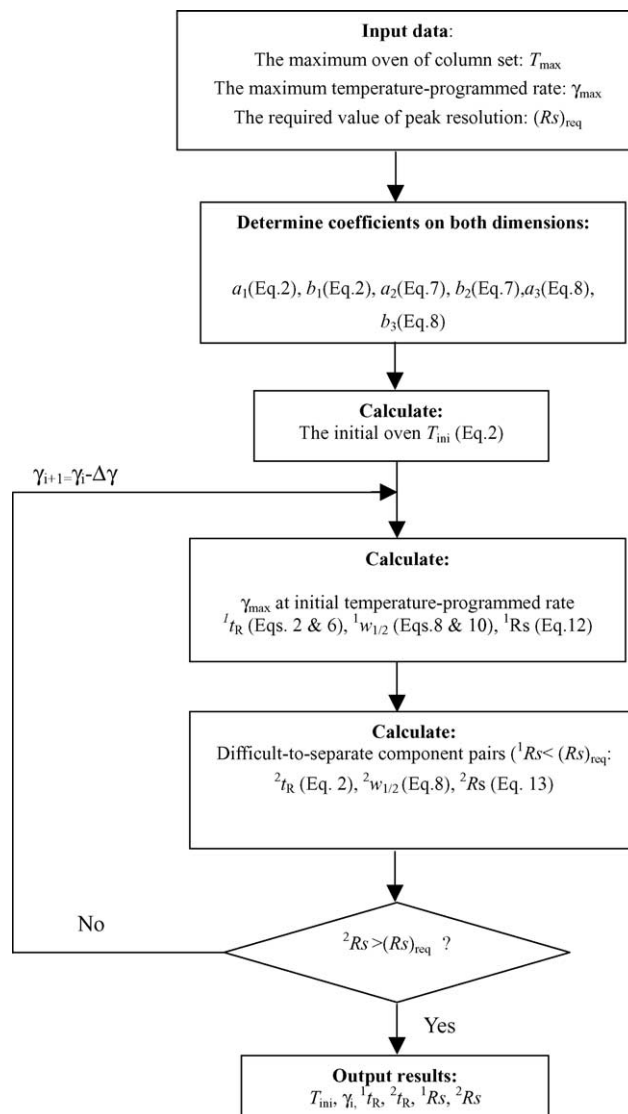 Input data:
The maximum oven of column set: Tmax
The maximum temperature-programmed rate: γmax
The required value of peak resolution: (Rs)req
Determine coefficients on both dimensions:
a1(Eq.2), b1(Eq.2), a2(Eq.7), b2(Eq.7),a3(Eq.8),
b3(Eq.8)
Calculate:
The initial oven Tini (Eq.2)
γi+1=γi-Δγ
Calculate:
γmax at initial temperature-programmed rate
1tR (Eqs. 2 & 6), 1w1/2 (Eqs.8 & 10), 1Rs (Eq.12)
Calculate:
Difficult-to-separate component pairs (1Rs< (Rs)req:
2tR (Eq. 2), 2w1/2 (Eq.8), 2Rs (Eq. 13)
No
2Rs >(Rs)req ?
Yes
Output results:
Tini, γi, 1tR, 2tR, 1Rs, 2Rs